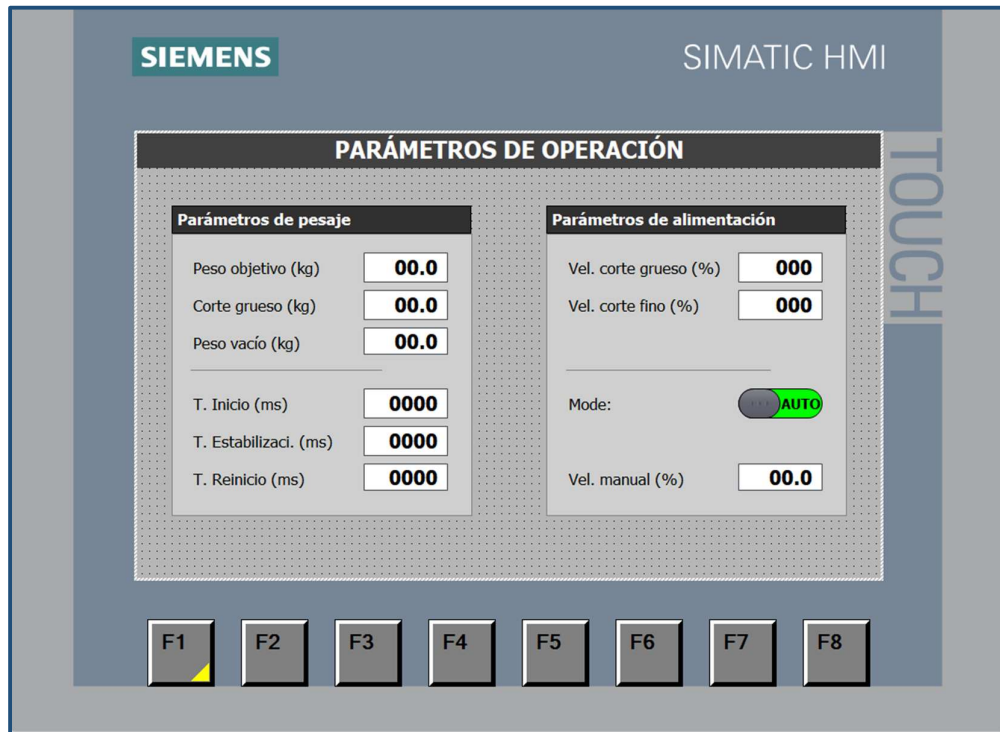 SIEMENS
SIMATIC HMI
TOUCH
PARÁMETROS DE OPERACIÓN
Parámetros de pesaje
Peso objetivo (kg) 00.0
Corte grueso (kg) 00.0
Peso vacío (kg) 00.0
T. Inicio (ms) 0000
T. Estabilizaci. (ms) 0000
T. Reinicio (ms) 0000
Parámetros de alimentación
Vel. corte grueso (%) 000
Vel. corte fino (%) 000
Mode: AUTO
Vel. manual (%) 00.0
F1 F2 F3 F4 F5 F6 F7 F8